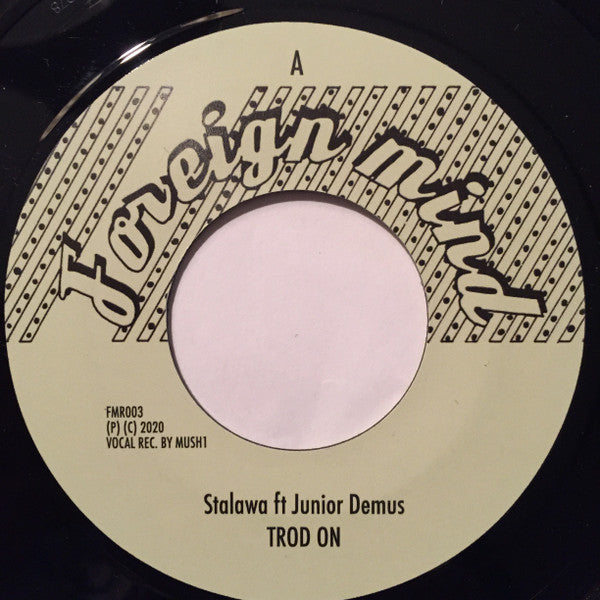 A
Foreign mind
FMR003
(P) (C) 2020
VOCAL REC. BY MUSH1
Stalawa ft Junior Demus
TROD ON